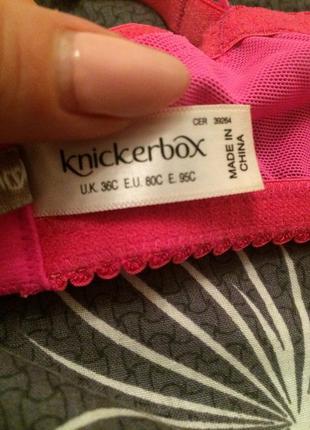 CER 39264
knickerbox
U.K. 36C E.U. 80C E. 95C
MADE IN
CHINA